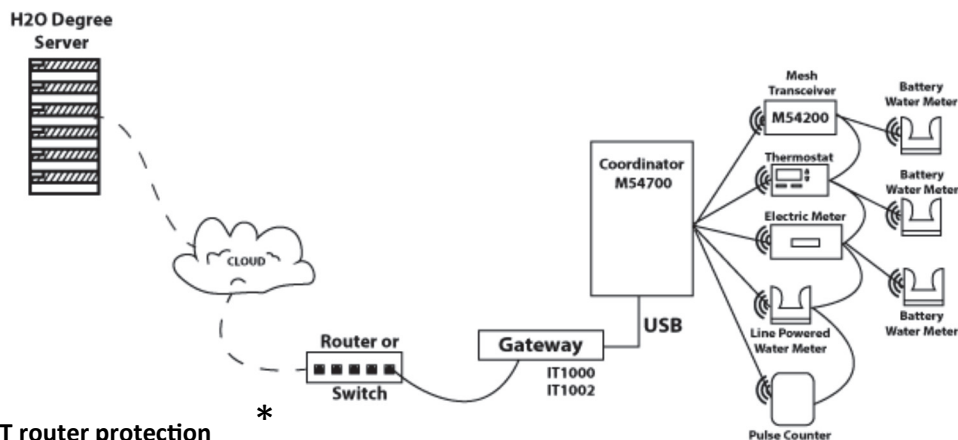 H2O Degree
Server
CLOUD
Router or
Switch
*
T router protection
Gateway
IT1000
IT1002
USB
Coordinator
M54700
Mesh
Transceiver
M54200
Thermostat
Electric Meter
Line Powered
Water Meter
Pulse Counter
Battery
Water Meter
Battery
Water Meter
Battery
Water Meter